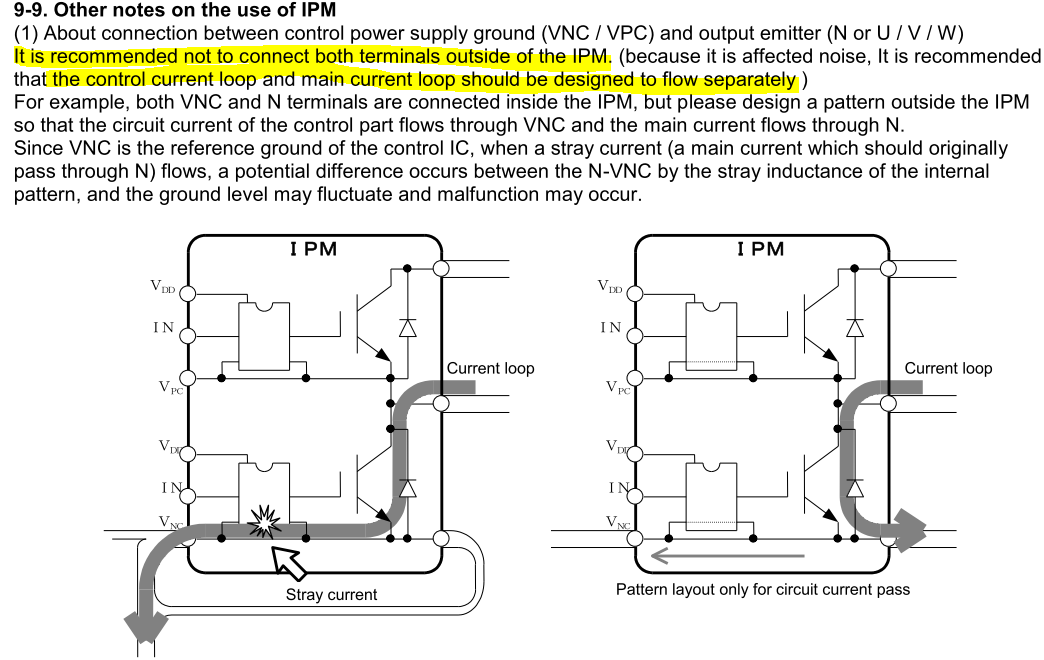 9-9. Other notes on the use of IPM
(1) About connection between control power supply ground (VNC / VPC) and output emitter (N or U / V / W)
It is recommended not to connect both terminals outside of the IPM. (because it is affected noise, It is recommended
that the control current loop and main current loop should be designed to flow separately )
For example, both VNC and N terminals are connected inside the IPM, but please design a pattern outside the IPM
so that the circuit current of the control part flows through VNC and the main current flows through N.
Since VNC is the reference ground of the control IC, when a stray current (a main current which should originally
pass through N) flows, a potential difference occurs between the N-VNC by the stray inductance of the internal
pattern, and the ground level may fluctuate and malfunction may occur.
IPM
VDD
IN
VPC
Current loop
VD
IN
VNC
Stray current
IPM
VDD
IN
VPC
Current loop
VD
IN
VNC
Pattern layout only for circuit current pass